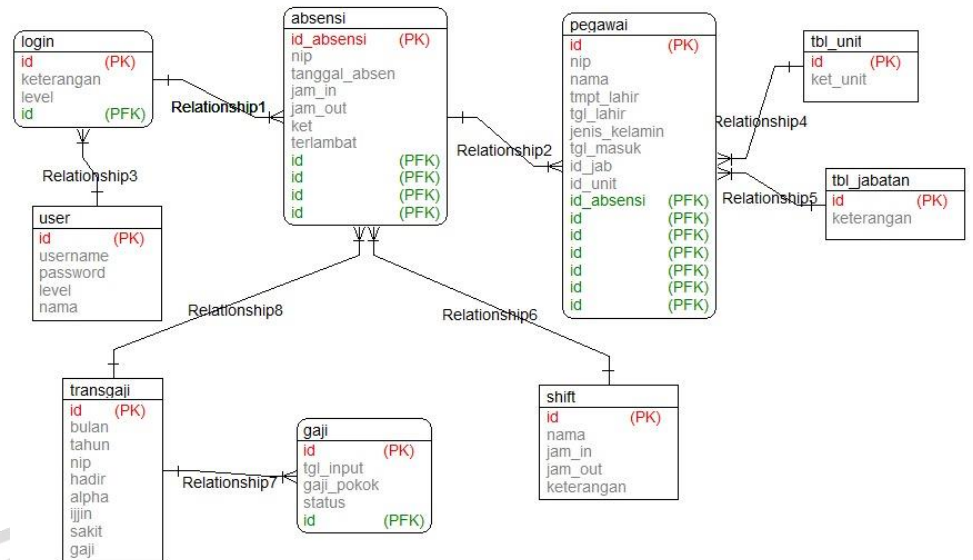 login
id (PK)
keterangan
level
id (PFK)
Relationship1
absensi
id_absensi (PK)
nip
tanggal_absen
jam_in
jam_out
ket
terlambat
id (PFK)
id (PFK)
id (PFK)
id (PFK)
Relationship2
pegawai
id (PK)
nip
nama
tmpt_lahir
tgl_lahir
jenis_kelamin
tgl_masuk
id_jab
id_unit
id_absensi (PFK)
id (PFK)
id (PFK)
id (PFK)
id (PFK)
id (PFK)
id (PFK)
tbl_unit
id (PK)
ket_unit
Relationship4
tbl_jabatan
id (PK)
keterangan
Relationship5
Relationship3
user
id (PK)
username
password
level
nama
Relationship8
Relationship6
transgaji
id (PK)
bulan
tahun
nip
hadir
alpha
ijjin
sakit
gaji
Relationship7
gaji
id (PK)
tgl_input
gaji_pokok
status
id (PFK)
shift
id (PK)
nama
jam_in
jam_out
keterangan